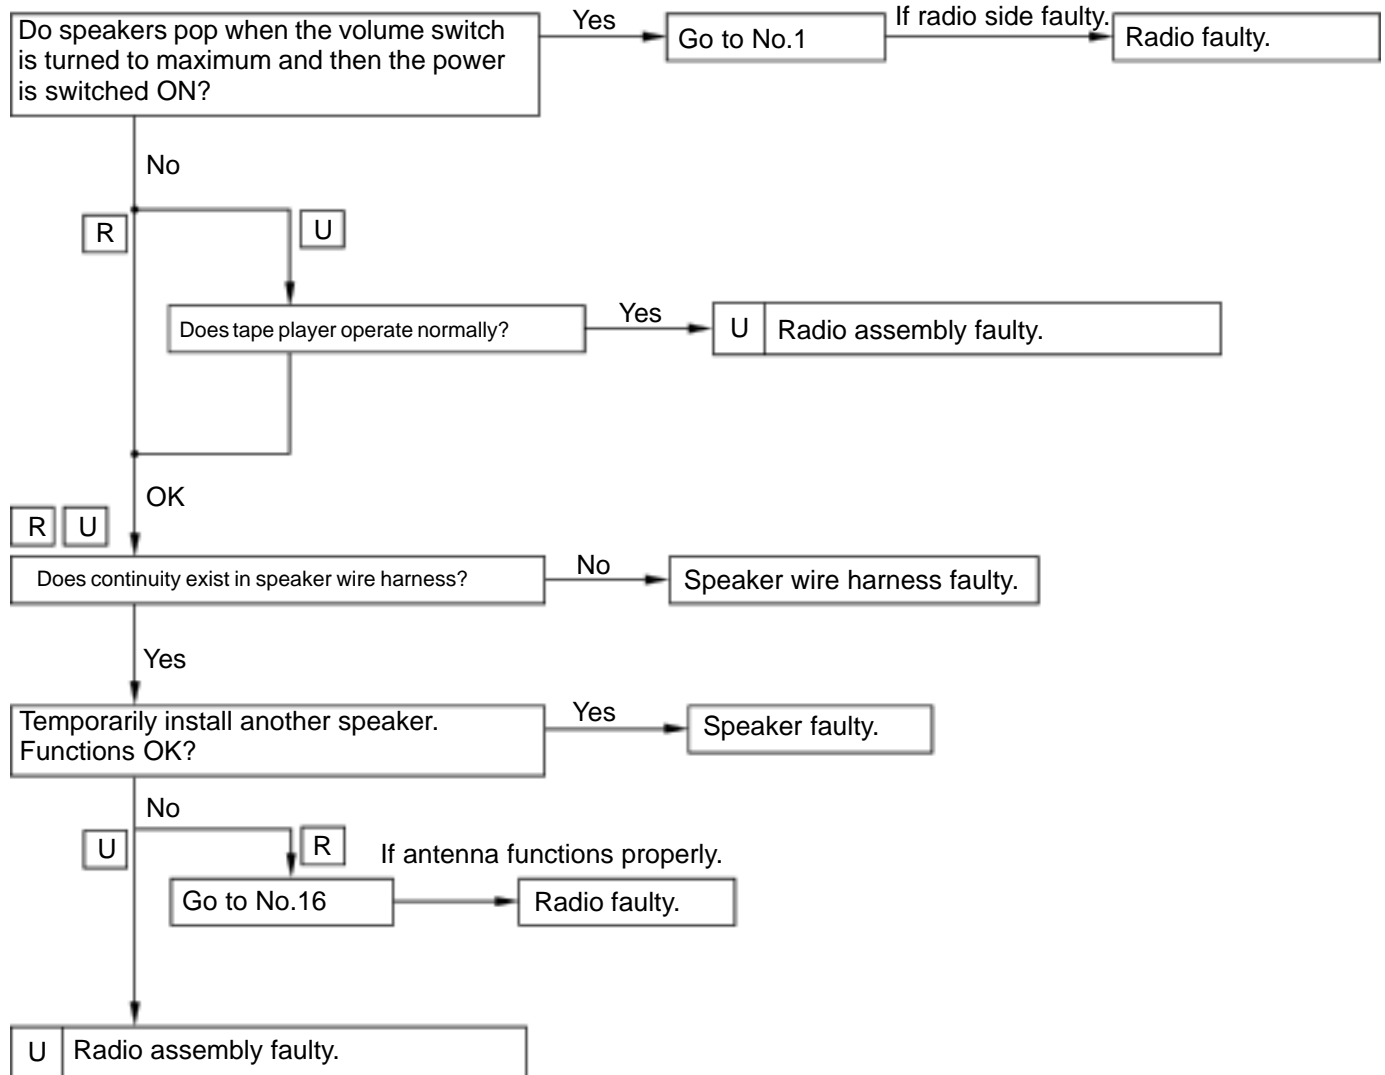 Do speakers pop when the volume switch
is turned to maximum and then the power
is switched ON?
Yes
Go to No.1
If radio side faulty.
Radio faulty.
No
R
U
Does tape player operate normally?
Yes
U
Radio assembly faulty.
OK
R
U
Does continuity exist in speaker wire harness?
No
Speaker wire harness faulty.
Yes
Temporarily install another speaker.
Functions OK?
Yes
Speaker faulty.
No
U
R
If antenna functions properly.
Go to No.16
Radio faulty.
U
Radio assembly faulty.